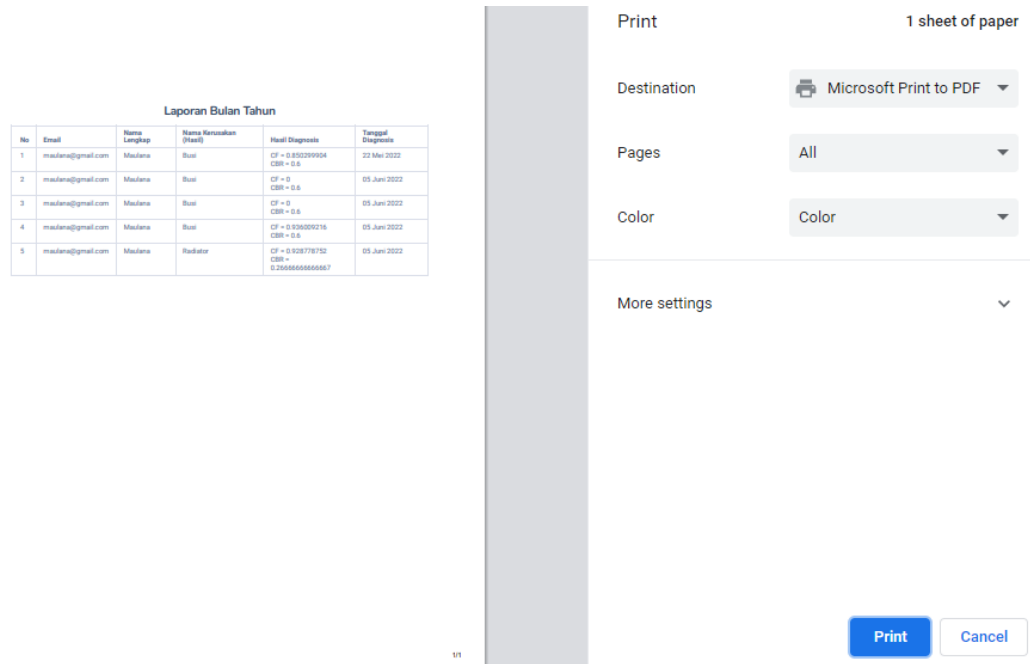 Laporan Bulan Tahun
No Email Nama Lengkap Nama Kerusakan (Hasil) Hasil Diagnosis Tanggal Diagnosis
1 maulana@gmail.com Maulana Busi CF = 0.850299904 CBR = 0.6 22 Mei 2022
2 maulana@gmail.com Maulana Busi CF = 0 CBR = 0.6 05 Juni 2022
3 maulana@gmail.com Maulana Busi CF = 0 CBR = 0.6 05 Juni 2022
4 maulana@gmail.com Maulana Busi CF = 0.936009216 CBR = 0.6 05 Juni 2022
5 maulana@gmail.com Maulana Radiator CF = 0.928778752 CBR = 0.26666666666667 05 Juni 2022
1/1
Print 1 sheet of paper
Destination Microsoft Print to PDF
Pages All
Color Color
More settings
Print Cancel